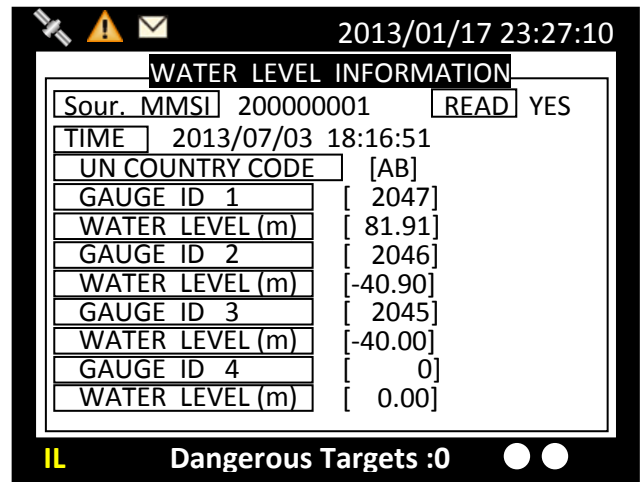 2013/01/17 23:27:10
WATER LEVEL INFORMATION
Sour. MMSI 200000001 READ YES
TIME 2013/07/03 18:16:51
UN COUNTRY CODE [AB]
GAUGE ID 1 [ 2047]
WATER LEVEL (m) [ 81.91]
GAUGE ID 2 [ 2046]
WATER LEVEL (m) [-40.90]
GAUGE ID 3 [ 2045]
WATER LEVEL (m) [-40.00]
GAUGE ID 4 [ 0]
WATER LEVEL (m) [ 0.00]
IL Dangerous Targets :0